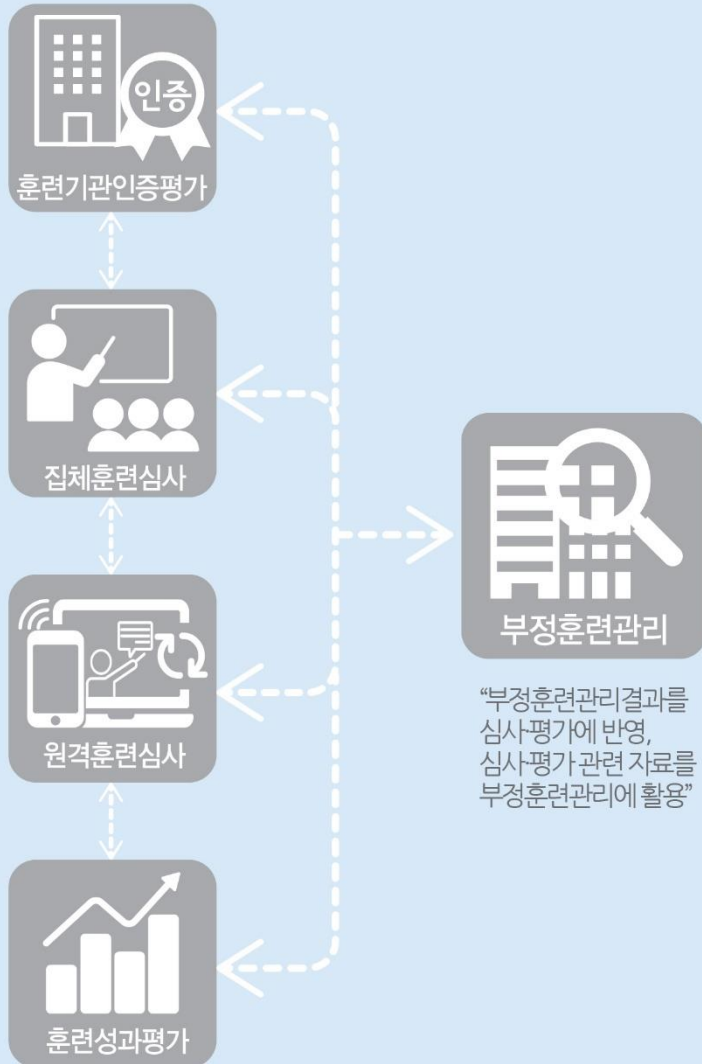 인증
훈련기관인증평가
집체훈련심사
원격훈련심사
훈련성과평가
부정훈련관리
“부정훈련관리결과를
심사·평가에 반영,
심사·평가 관련 자료를
부정훈련관리에 활용”